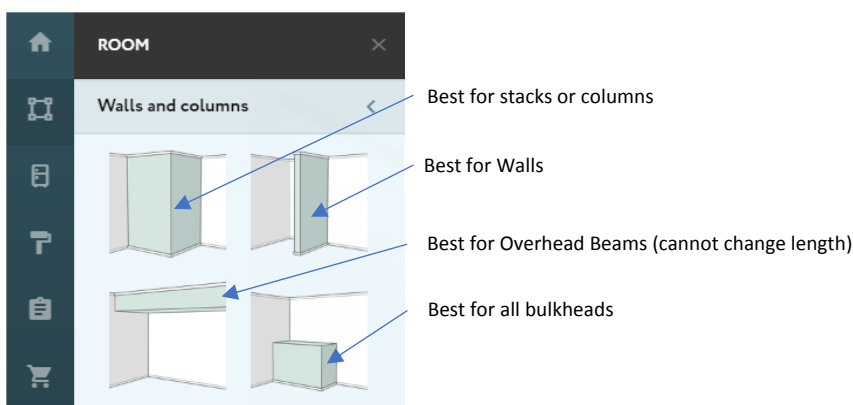 ROOM
Walls and columns
Best for stacks or columns
Best for Walls
Best for Overhead Beams (cannot change length)
Best for all bulkheads